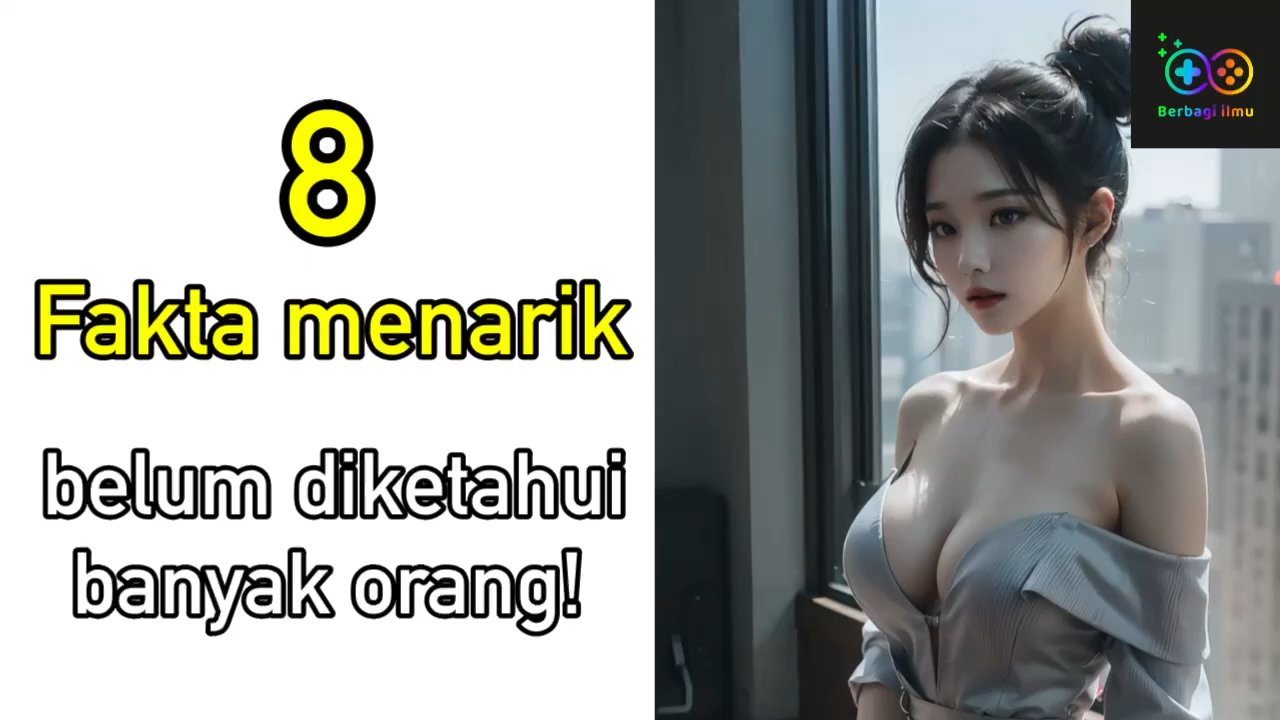 8
Fakta menarik
belum diketahui
banyak orang!
Berbagi ilmu